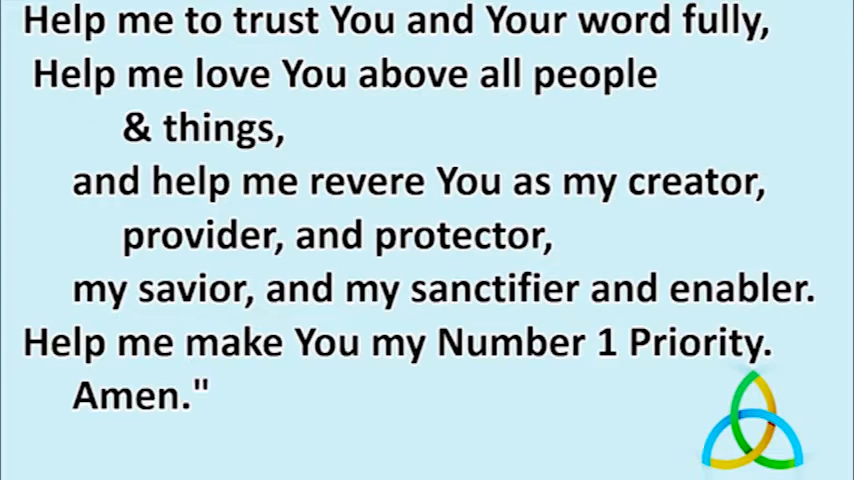 Help me to trust You and Your word fully,
Help me love You above all people
& things,
and help me revere You as my creator,
provider, and protector,
my savior, and my sanctifier and enabler.
Help me make You my Number 1 Priority.
Amen."